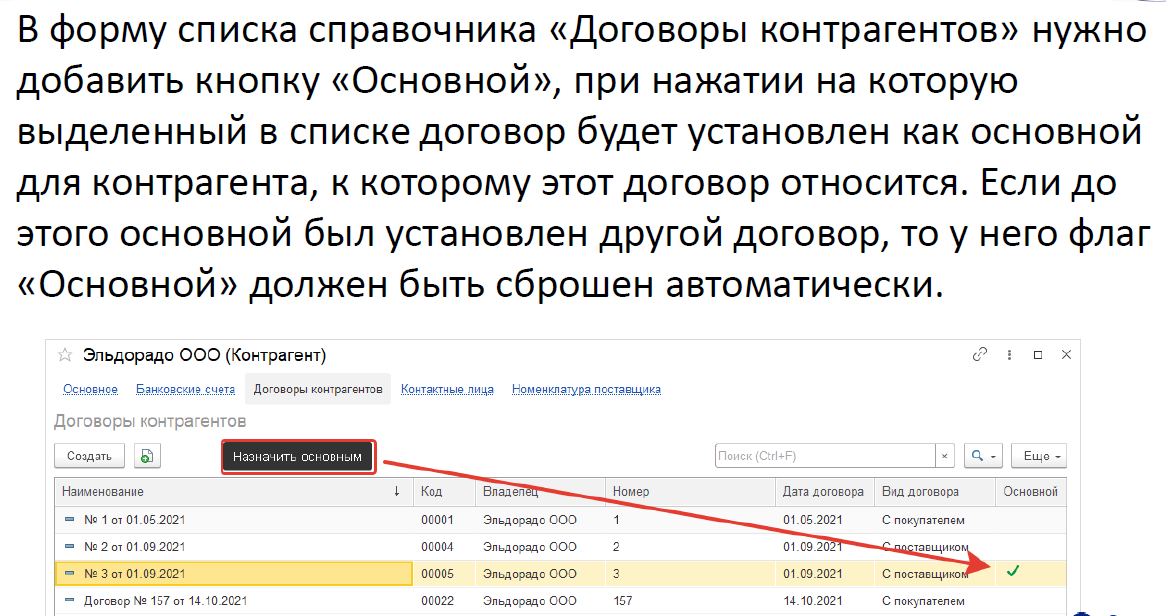 В форму списка справочника «Договоры контрагентов» нужно
добавить кнопку «Основной», при нажатии на которую
выделенный в списке договор будет установлен как основной
для контрагента, к которому этот договор относится. Если до
этого основной был установлен другой договор, то у него флаг
«Основной» должен быть сброшен автоматически.
Эльдорадо ООО (Контрагент)
Основное Банковские счета Договоры контрагентов Контактные лица Номенклатура поставщика
Договоры контрагентов
Создать Назначить основным Поиск (Ctrl+F) × Еще
Наименование ↓ Код Владелец Номер Дата договора Вид договора Основной
№ 1 от 01.05.2021 00001 Эльдорадо ООО 1 01.05.2021 С покупателем
№ 2 от 01.09.2021 00004 Эльдорадо ООО 2 01.09.2021 С поставщиком
№ 3 от 01.09.2021 00005 Эльдорадо ООО 3 01.09.2021 С поставщиком
Договор № 157 от 14.10.2021 00022 Эльдорадо ООО 157 14.10.2021 С покупателем